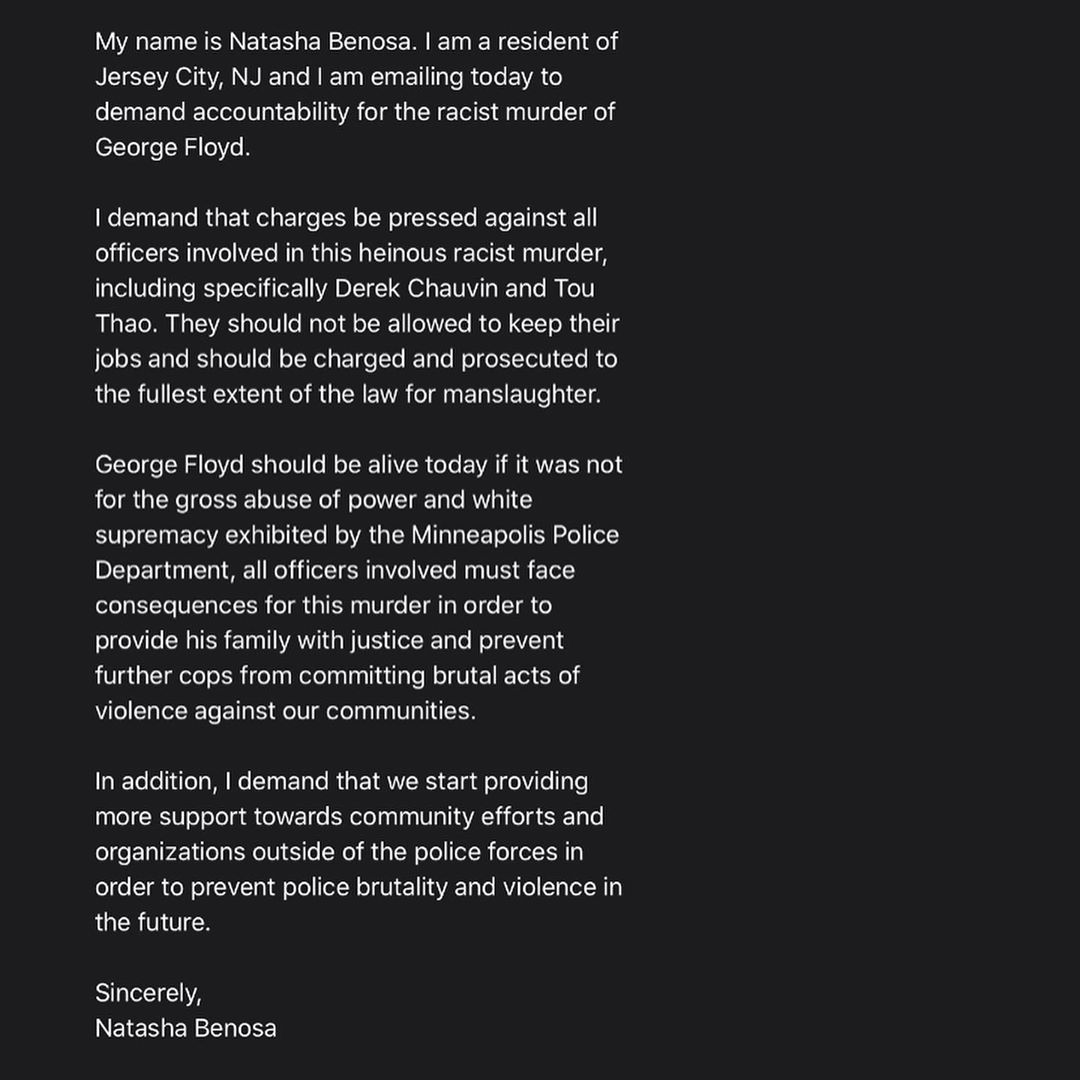 My name is Natasha Benosa. I am a resident of
Jersey City, NJ and I am emailing today to
demand accountability for the racist murder of
George Floyd.
I demand that charges be pressed against all
officers involved in this heinous racist murder,
including specifically Derek Chauvin and Tou
Thao. They should not be allowed to keep their
jobs and should be charged and prosecuted to
the fullest extent of the law for manslaughter.
George Floyd should be alive today if it was not
for the gross abuse of power and white
supremacy exhibited by the Minneapolis Police
Department, all officers involved must face
consequences for this murder in order to
provide his family with justice and prevent
further cops from committing brutal acts of
violence against our communities.
In addition, I demand that we start providing
more support towards community efforts and
organizations outside of the police forces in
order to prevent police brutality and violence in
the future.
Sincerely,
Natasha Benosa